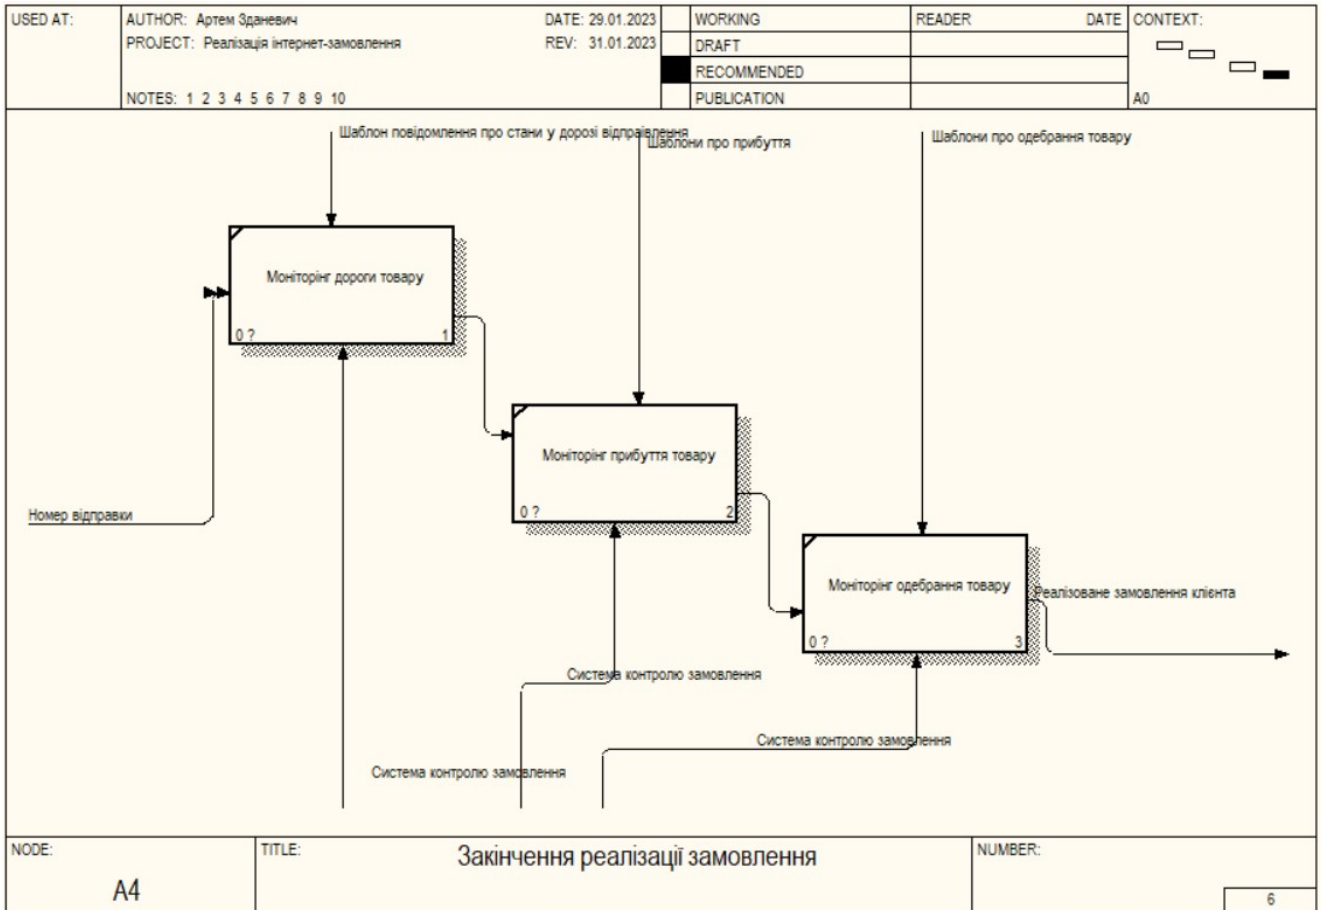 USED AT:
AUTHOR: Артем Зданевич
DATE: 29.01.2023
WORKING
READER
DATE
CONTEXT:
PROJECT: Реалізація інтернет-замовлення
REV: 31.01.2023
DRAFT
RECOMMENDED
NOTES: 1 2 3 4 5 6 7 8 9 10
PUBLICATION
A0
Шаблон повідомлення про стани у дорозі відпраівлення
Шаблони про прибуття
Шаблони про одебрання товару
Моніторінг дороги товару
0 ?
1
Моніторінг прибуття товару
0 ?
2
Номер відправки
Моніторінг одебрання товару
0 ?
3
Реалізоване замовлення клієнта
Система контролю замовлення
Система контролю замовлення
Система контролю замовлення
NODE:
A4
TITLE:
Закінчення реалізації замовлення
NUMBER:
6